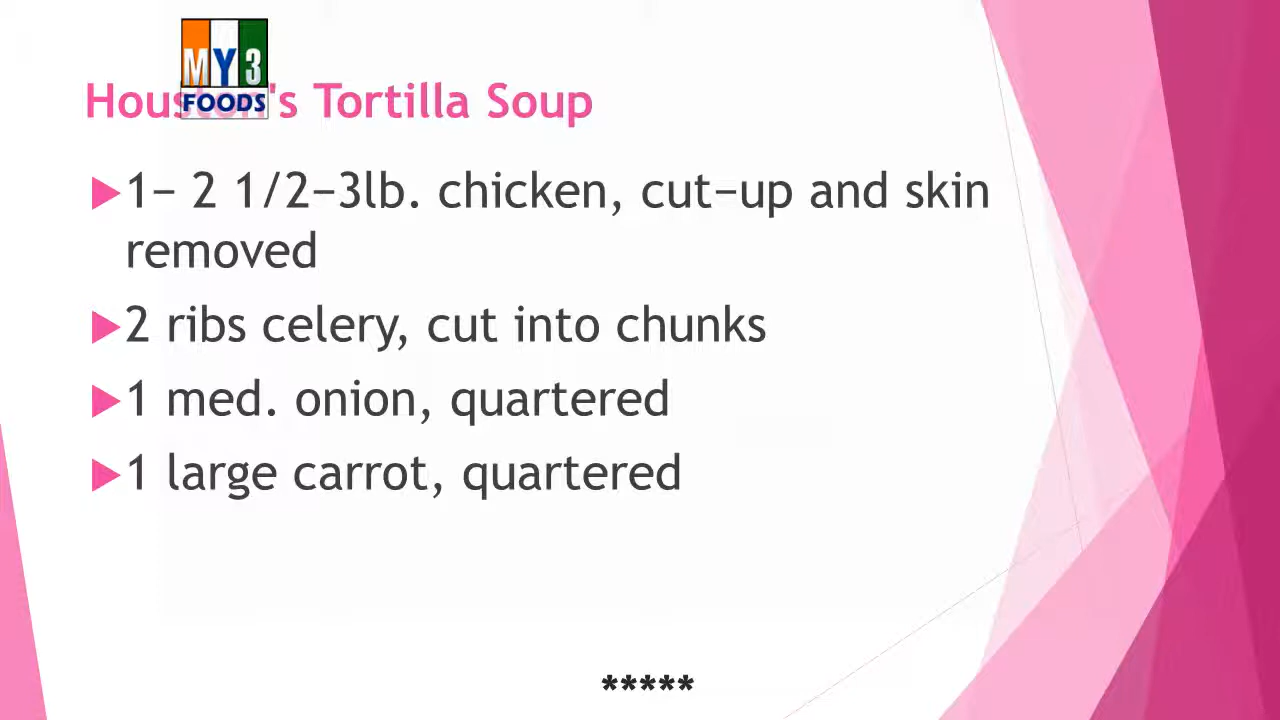 MY3
FOODS
Houston's Tortilla Soup
1− 2 1/2−3lb. chicken, cut−up and skin
removed
2 ribs celery, cut into chunks
1 med. onion, quartered
1 large carrot, quartered
*****